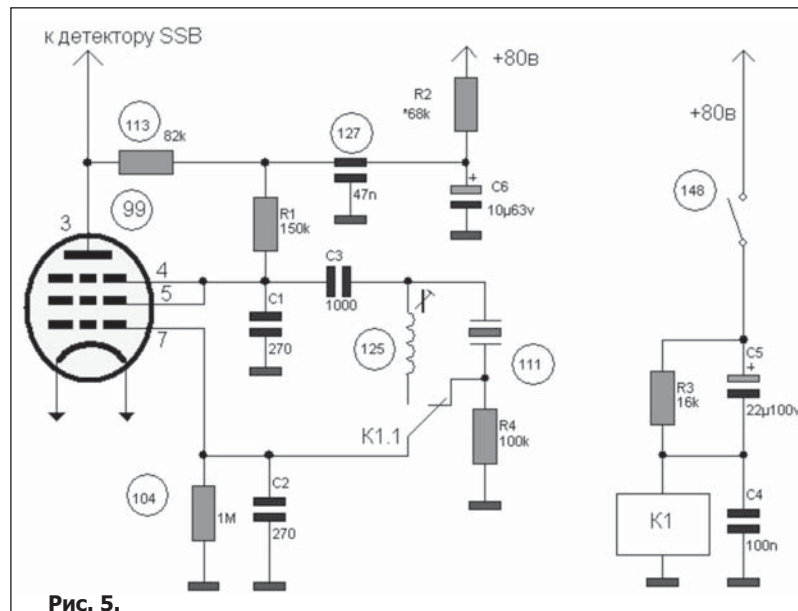 к детектору SSB
+80в
R2
*68k
113
82k
127
47n
C6
+
10µ63v
+80в
148
99
3
R1
150k
4
5
7
C3
1000
C1
270
125
111
K1.1
R4
100k
104
1M
C2
270
R3
16k
C5
+
22µ100v
K1
C4
100n
Рис. 5.